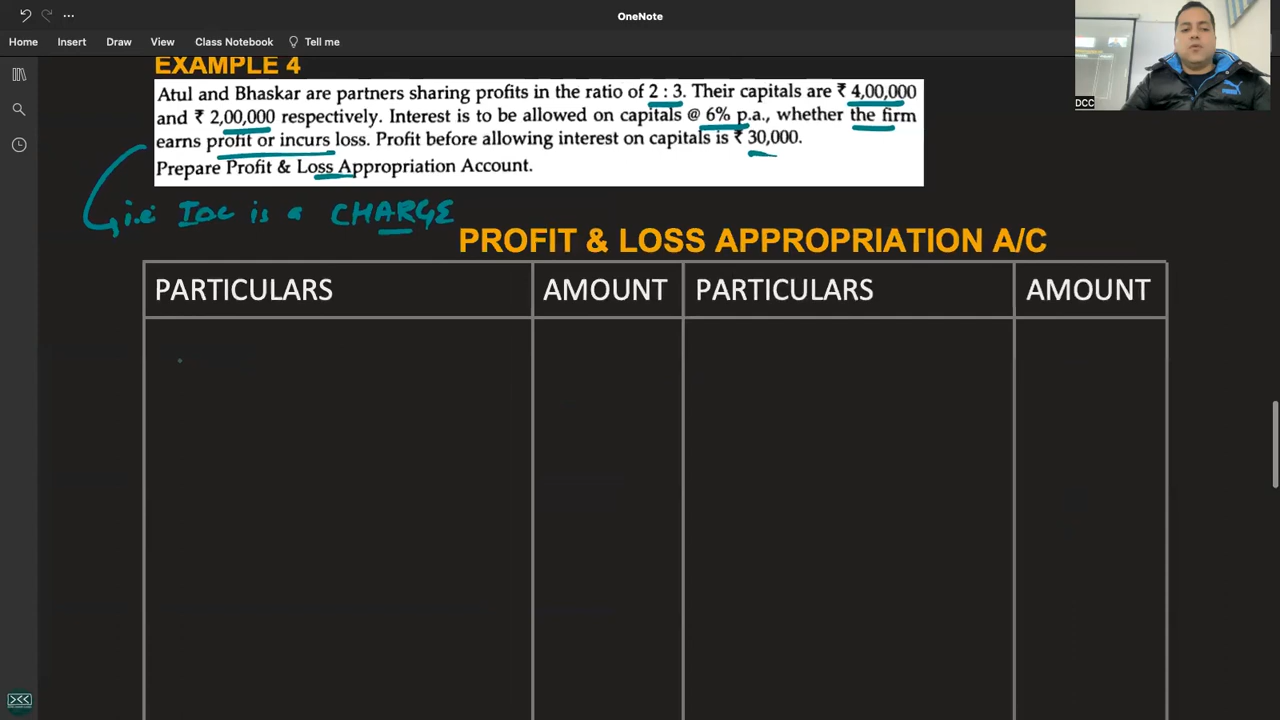 OneNote
Home Insert Draw View Class Notebook Tell me
EXAMPLE 4
Atul and Bhaskar are partners sharing profits in the ratio of 2 : 3. Their capitals are ₹ 4,00,000
and ₹ 2,00,000 respectively. Interest is to be allowed on capitals @ 6% p.a., whether the firm
earns profit or incurs loss. Profit before allowing interest on capitals is ₹ 30,000.
Prepare Profit & Loss Appropriation Account.
i.e IOC is a CHARGE
PROFIT & LOSS APPROPRIATION A/C
PARTICULARS AMOUNT PARTICULARS AMOUNT
DCC